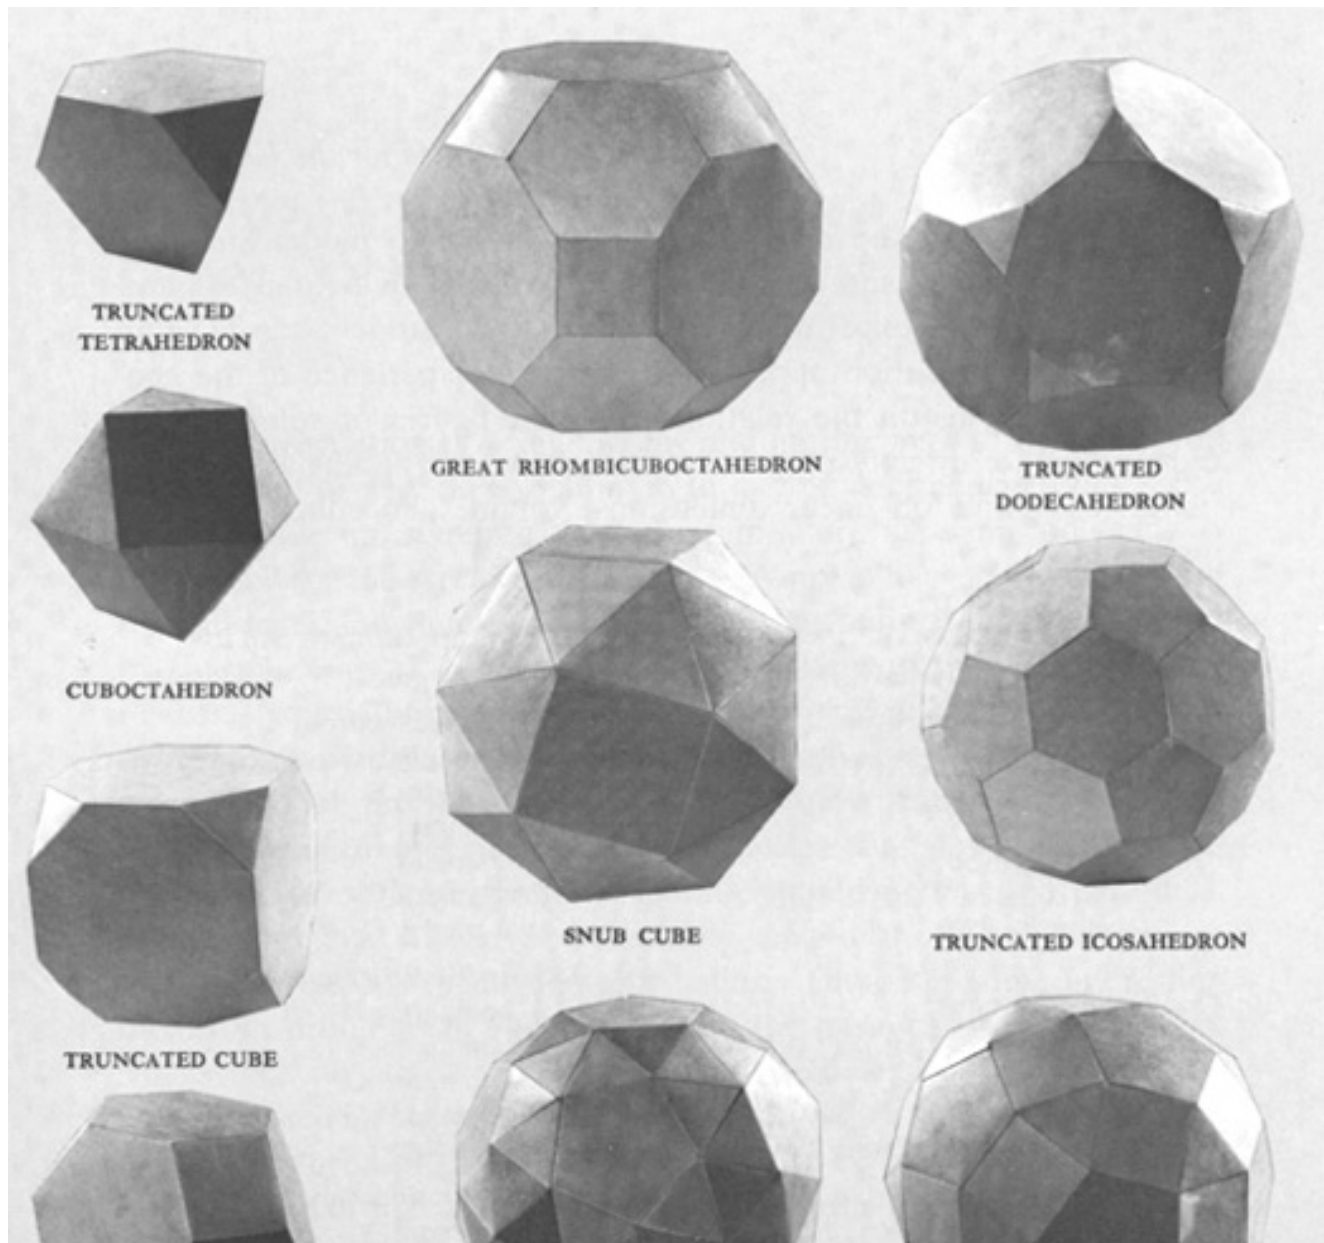 TRUNCATED
TETRAHEDRON
GREAT RHOMBICUBOCTAHEDRON
TRUNCATED
DODECAHEDRON
CUBOCTAHEDRON
SNUB CUBE
TRUNCATED ICOSAHEDRON
TRUNCATED CUBE